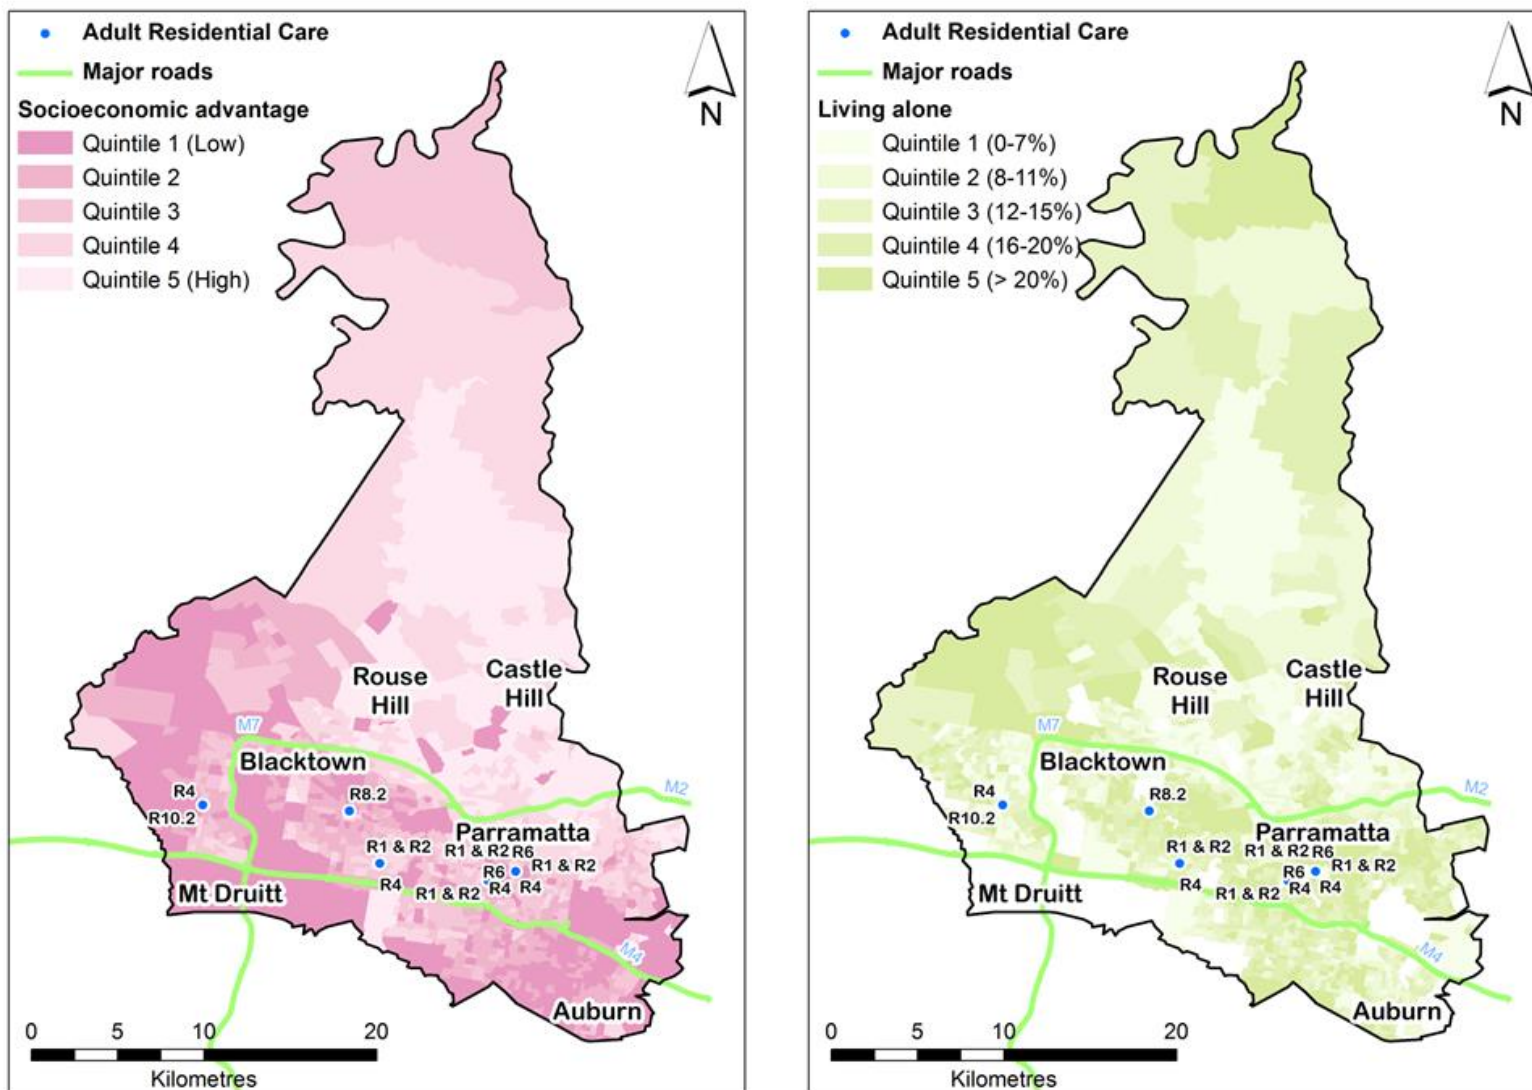 Adult Residential Care
Major roads
Socioeconomic advantage
Quintile 1 (Low)
Quintile 2
Quintile 3
Quintile 4
Quintile 5 (High)
N
Rouse
Hill
Castle
Hill
M7
Blacktown
M2
R4
R10.2
R8.2
Parramatta
R1 & R2
R1 & R2
R6
R1 & R2
R6
R4
R4
R4
R1 & R2
Mt Druitt
M4
Auburn
0
5
10
20
Kilometres
Adult Residential Care
Major roads
Living alone
Quintile 1 (0-7%)
Quintile 2 (8-11%)
Quintile 3 (12-15%)
Quintile 4 (16-20%)
Quintile 5 (> 20%)
N
Rouse
Hill
Castle
Hill
M7
Blacktown
M2
R4
R10.2
R8.2
Parramatta
R1 & R2
R1 & R2
R6
R1 & R2
R6
R4
R4
R4
R1 & R2
Mt Druitt
M4
Auburn
0
5
10
20
Kilometres